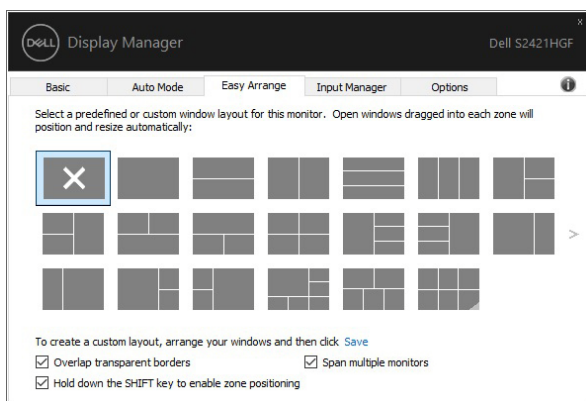 x
DELL Display Manager
Dell S2421HGF
Basic Auto Mode Easy Arrange Input Manager Options
Select a predefined or custom window layout for this monitor. Open windows dragged into each zone will
position and resize automatically:
To create a custom layout, arrange your windows and then click Save
Overlap transparent borders Span multiple monitors
Hold down the SHIFT key to enable zone positioning